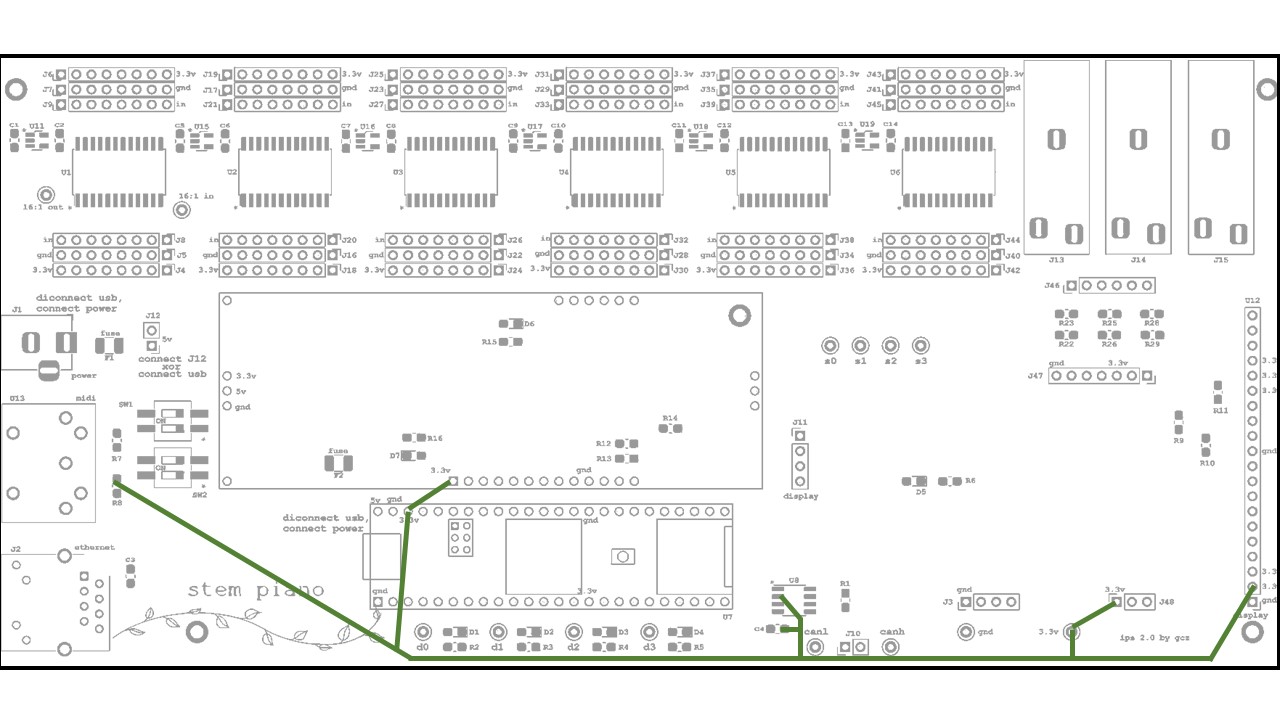 J6 3.3v J19 3.3v J25 3.3v J31 3.3v J37 3.3v J43 3.3v
J7 gnd J17 gnd J23 gnd J29 gnd J35 gnd J41 gnd
J9 in J21 in J27 in J33 in J39 in J45 in
C1 U11 C2 C5 U15 C6 C7 U16 C8 C9 U17 C10 C11 U18 C12 C13 U19 C14
U1 U2 U3 U4 U5 U6
16:1 out 16:1 in
in J8 in J20 in J26 in J32 in J38 in J44
gnd J5 gnd J16 gnd J22 gnd J28 gnd J34 gnd J40
3.3v J4 3.3v J18 3.3v J24 3.3v J30 3.3v J36 3.3v J42
J13 J14 J15
J46
diconnect usb,
connect power
J1 J12 U12
fuse 5v
F1
connect J12
xor
connect usb
power
D6
R15
R23 R25 R28
R22 R26 R29
s0 s1 s2 s3
gnd 3.3v
J47
3.3v
3.3v
3.3v
3.3v
5v
gnd
U13 midi
SW1
ON
R7
ON
SW2
R8
R16
D7
fuse
F2
3.3v
R14
R12
R13
gnd
J11
display
R11
R9
R10
gnd
D5 R6
5v gnd
3.3v gnd
diconnect usb,
connect power
J2 ethernet
C3
stem piano
gnd 3.3v
U7
U8 R1
C4
3.3v
3.3v
gnd
J3
3.3v
J48
gnd
display
d0 D1 R2 d1 D2 R3 d2 D3 R4 d3 D4 R5
canl J10 canh
gnd
3.3v
ipa 2.0 by gcz